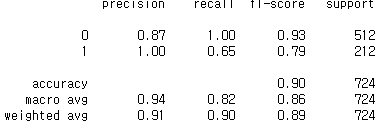 precision recall f1-score support
0 0.87 1.00 0.93 512
1 1.00 0.65 0.79 212
accuracy 0.90 724
macro avg 0.94 0.82 0.86 724
weighted avg 0.91 0.90 0.89 724